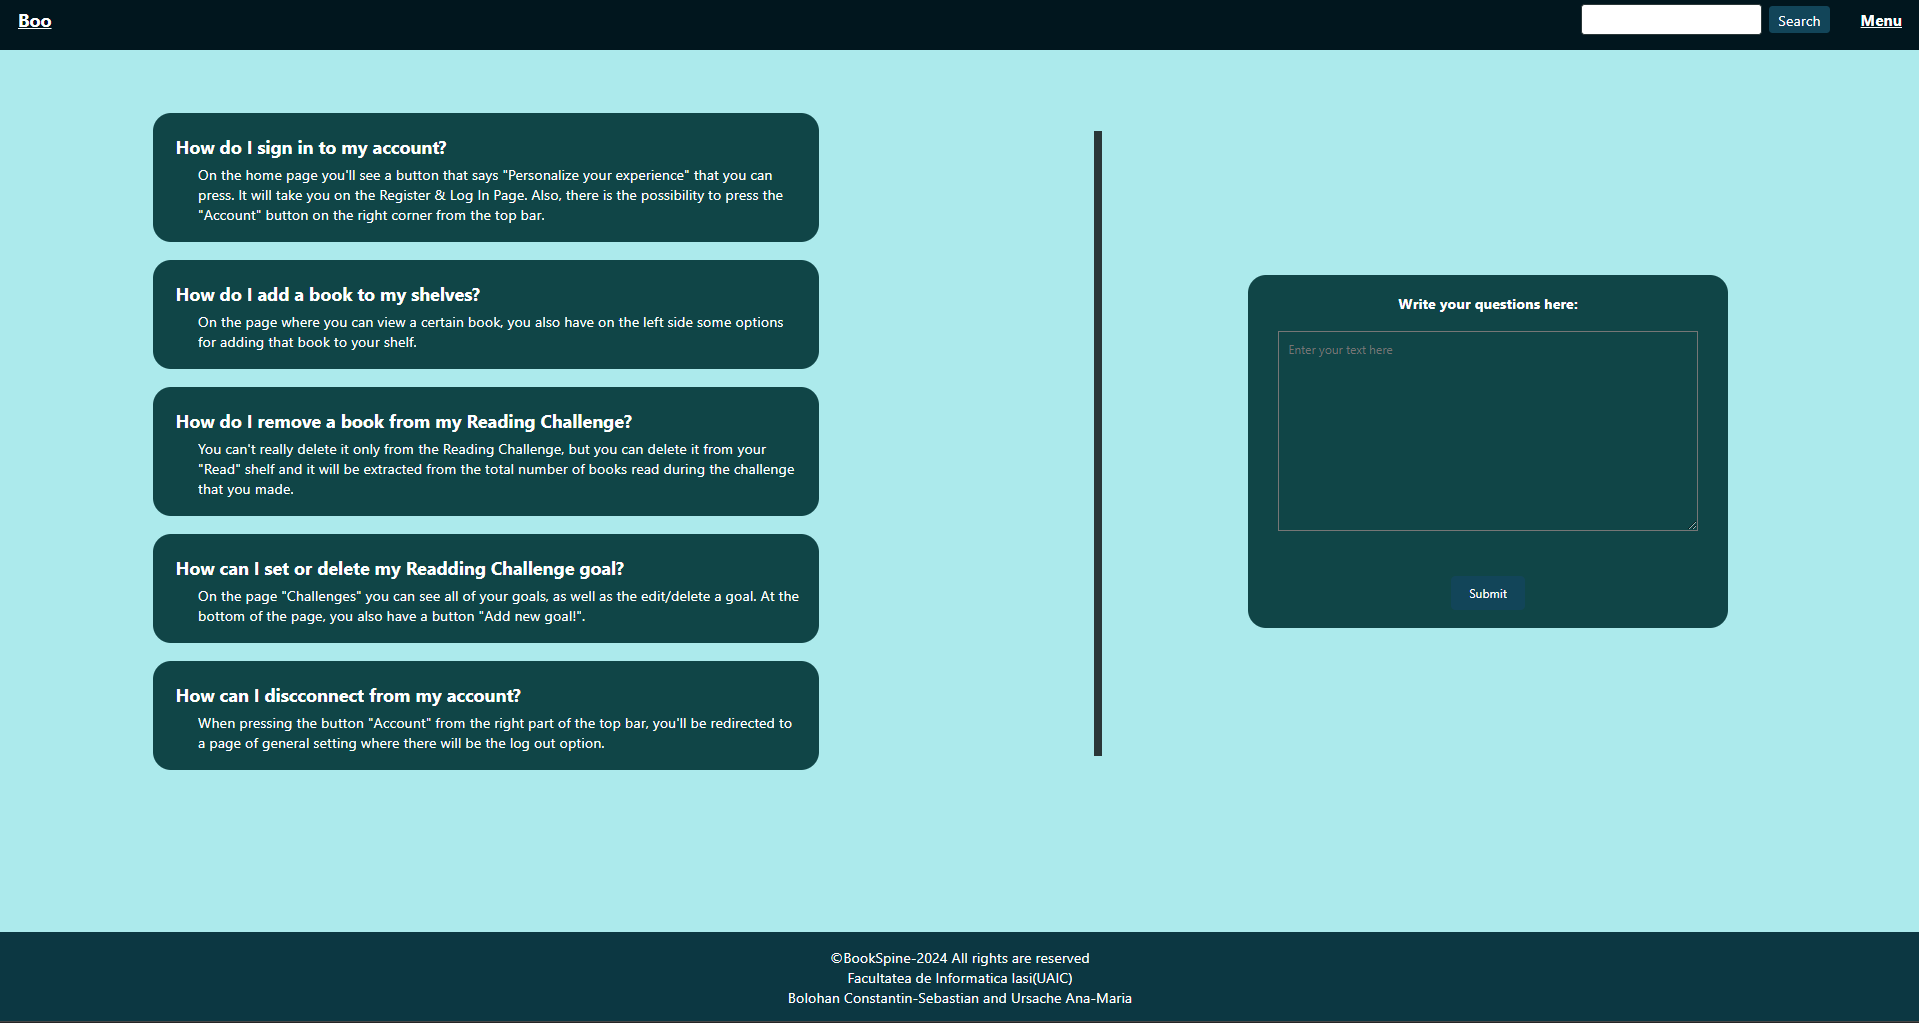 Boo
Search
Menu
How do I sign in to my account?
On the home page you'll see a button that says "Personalize your experience" that you can
press. It will take you on the Register & Log In Page. Also, there is the possibility to press the
"Account" button on the right corner from the top bar.
How do I add a book to my shelves?
On the page where you can view a certain book, you also have on the left side some options
for adding that book to your shelf.
How do I remove a book from my Reading Challenge?
You can't really delete it only from the Reading Challenge, but you can delete it from your
"Read" shelf and it will be extracted from the total number of books read during the challenge
that you made.
How can I set or delete my Readding Challenge goal?
On the page "Challenges" you can see all of your goals, as well as the edit/delete a goal. At the
bottom of the page, you also have a button "Add new goal!".
How can I discconnect from my account?
When pressing the button "Account" from the right part of the top bar, you'll be redirected to
a page of general setting where there will be the log out option.
Write your questions here:
Enter your text here
Submit
©BookSpine-2024 All rights are reserved
Facultatea de Informatica Iasi(UAIC)
Bolohan Constantin-Sebastian and Ursache Ana-Maria